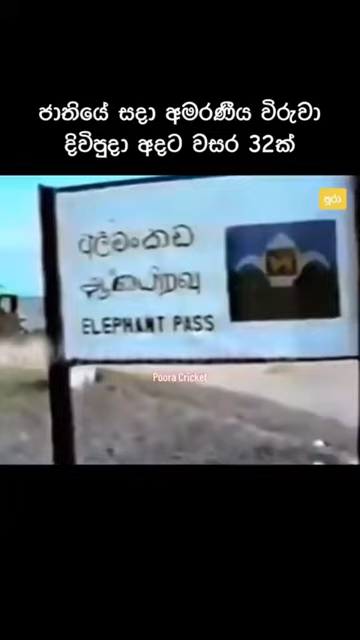 ජාතියේ සදා අමරණීය විරුවා
දිවිපුදා අදට වසර 32ක්
පුරා
අලිමංකඩ
ஆனையிறவு
ELEPHANT PASS
Poora Cricket